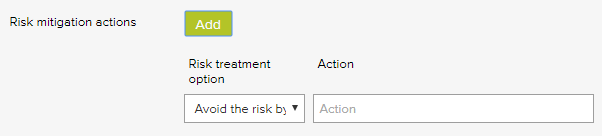 Risk mitigation actions
Add
Risk treatment
option
Action
Avoid the risk by
Action